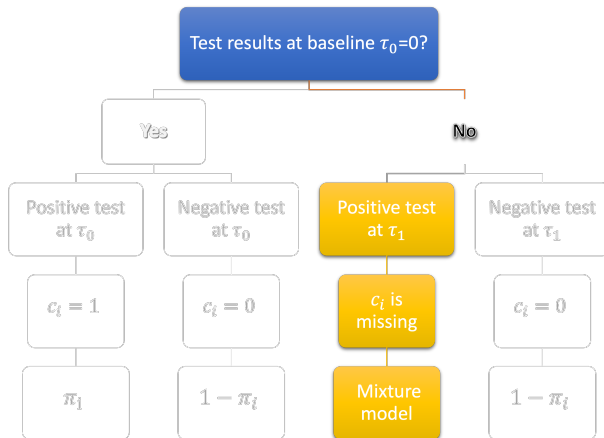 Test results at baseline τ₀=0?
Yes
No
Positive test
at τ₀
Negative test
at τ₀
Positive test
at τ₁
Negative test
at τ₁
cᵢ = 1
cᵢ = 0
cᵢ is
missing
cᵢ = 0
πᵢ
1 − πᵢ
Mixture
model
1 − πᵢ